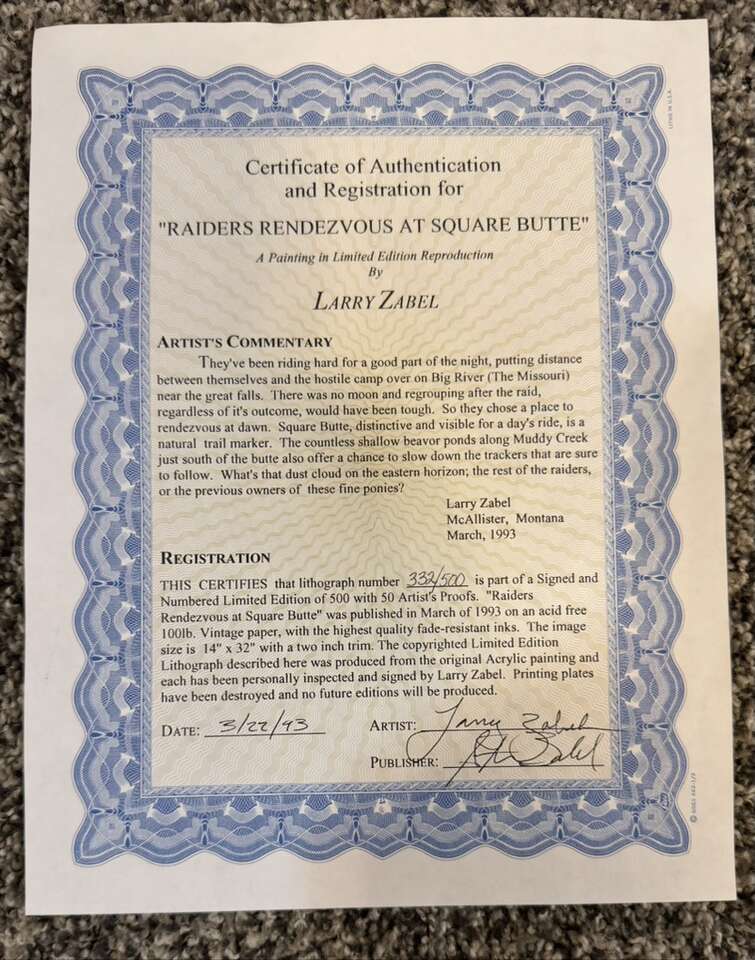 Certificate of Authentication
and Registration for
"RAIDERS RENDEZVOUS AT SQUARE BUTTE"
A Painting in Limited Edition Reproduction
By
LARRY ZABEL
ARTIST'S COMMENTARY
They've been riding hard for a good part of the night, putting distance
between themselves and the hostile camp over on Big River (The Missouri)
near the great falls. There was no moon and regrouping after the raid,
regardless of it's outcome, would have been tough. So they chose a place to
rendezvous at dawn. Square Butte, distinctive and visible for a day's ride, is a
natural trail marker. The countless shallow beavor ponds along Muddy Creek
just south of the butte also offer a chance to slow down the trackers that are sure
to follow. What's that dust cloud on the eastern horizon; the rest of the raiders,
or the previous owners of these fine ponies?
Larry Zabel
McAllister, Montana
March, 1993
REGISTRATION
THIS CERTIFIES that lithograph number 332/500 is part of a Signed and
Numbered Limited Edition of 500 with 50 Artist's Proofs. "Raiders
Rendezvous at Square Butte" was published in March of 1993 on an acid free
100lb. Vintage paper, with the highest quality fade-resistant inks. The image
size is 14" x 32" with a two inch trim. The copyrighted Limited Edition
Lithograph described here was produced from the original Acrylic painting and
each has been personally inspected and signed by Larry Zabel. Printing plates
have been destroyed and no future editions will be produced.
DATE: 3/22/93 ARTIST: Larry Zabel
PUBLISHER: Zabel
LITHO IN U.S.A.